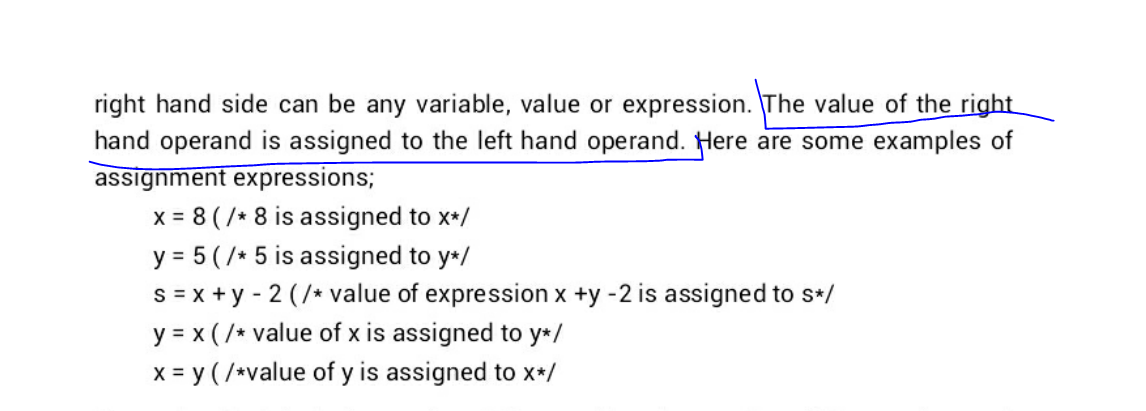 right hand side can be any variable, value or expression. The value of the right
hand operand is assigned to the left hand operand. Here are some examples of
assignment expressions;
x = 8 ( /* 8 is assigned to x*/
y = 5 ( /* 5 is assigned to y*/
s = x + y - 2 ( /* value of expression x +y -2 is assigned to s*/
y = x ( /* value of x is assigned to y*/
x = y ( /*value of y is assigned to x*/